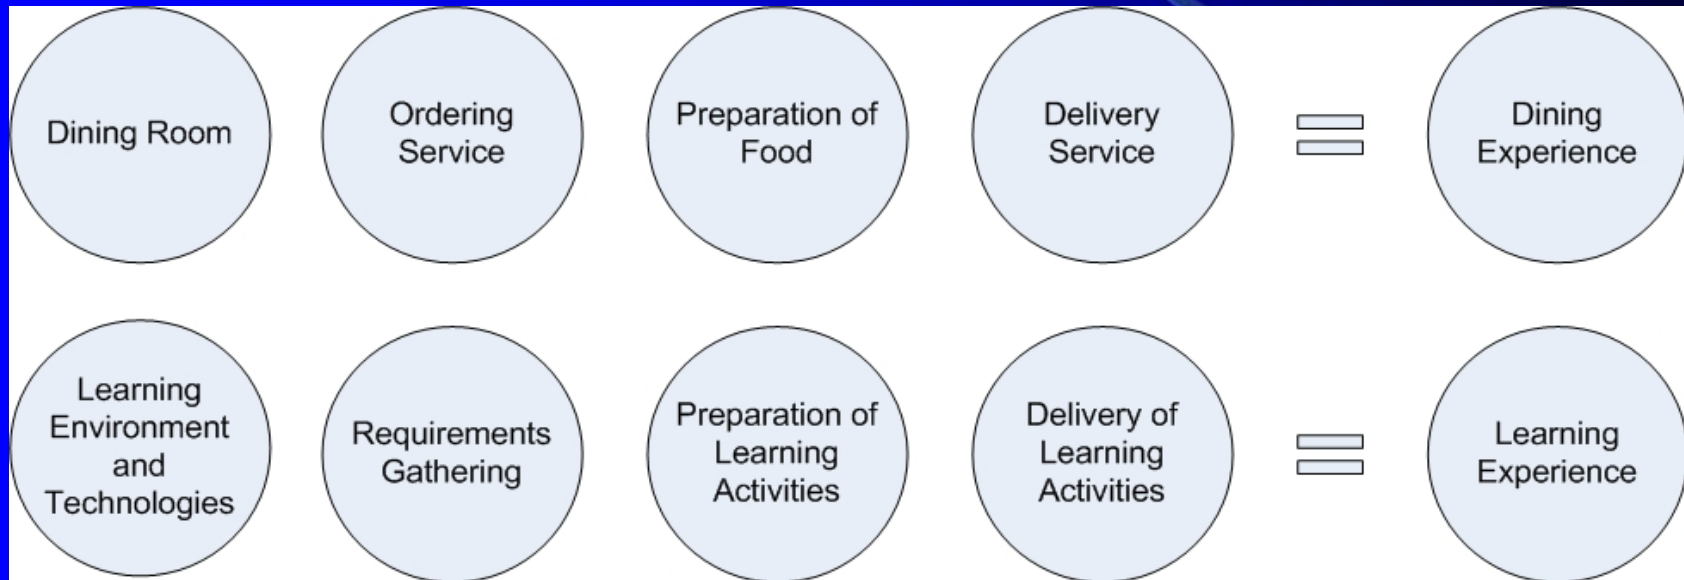 Dining Room
Ordering
Service
Preparation of
Food
Delivery
Service
Dining
Experience
Learning
Environment
and
Technologies
Requirements
Gathering
Preparation of
Learning
Activities
Delivery of
Learning
Activities
Learning
Experience